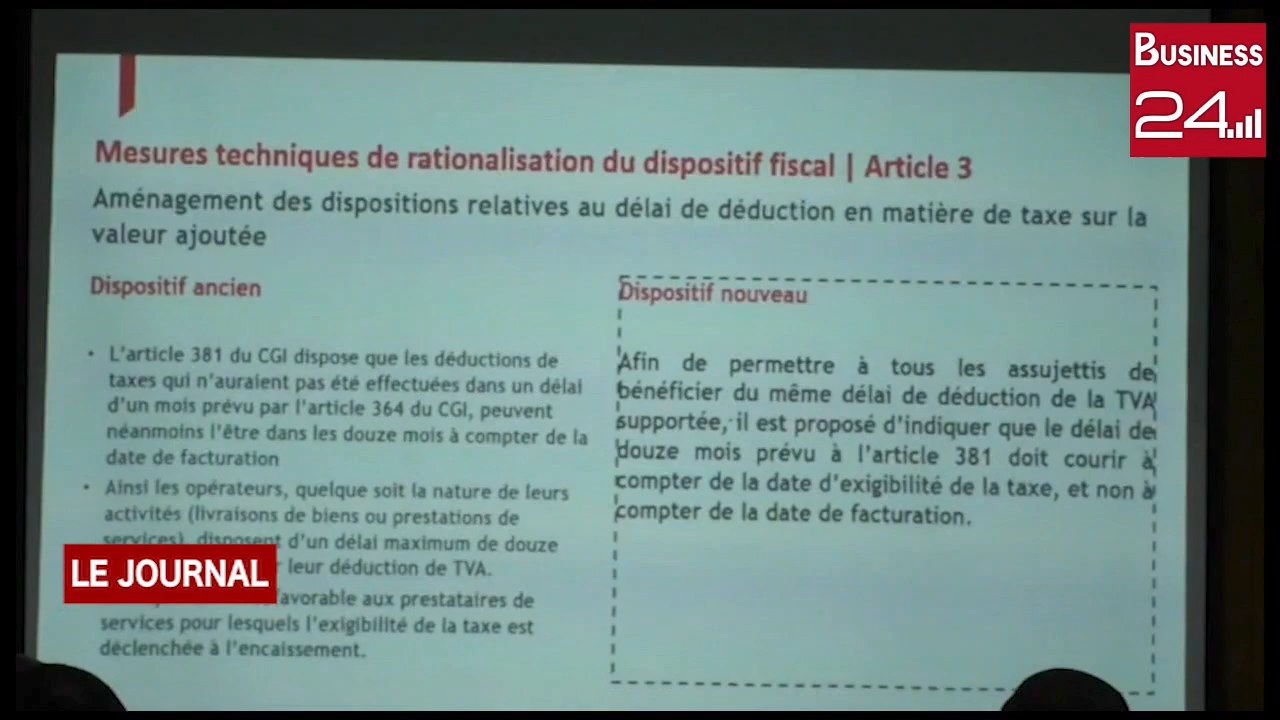 BUSINESS
24
Mesures techniques de rationalisation du dispositif fiscal | Article 3
Aménagement des dispositions relatives au délai de déduction en matière de taxe sur la
valeur ajoutée
Dispositif ancien
• L'article 381 du CGI dispose que les déductions de
taxes qui n'auraient pas été effectuées dans un délai
d'un mois prévu par l'article 364 du CGI, peuvent
néanmoins l'être dans les douze mois à compter de la
date de facturation
• Ainsi les opérateurs, quelque soit la nature de leurs
activités (livraisons de biens ou prestations de
services), disposent d'un délai maximum de douze
leur déduction de TVA.
favorable aux prestataires de
services pour lesquels l'exigibilité de la taxe est
déclenchée à l'encaissement.
Dispositif nouveau
Afin de permettre à tous les assujettis de
bénéficier du même délai de déduction de la TVA
supportée, il est proposé d'indiquer que le délai de
douze mois prévu à l'article 381 doit courir à
compter de la date d'exigibilité de la taxe, et non à
compter de la date de facturation.
LE JOURNAL